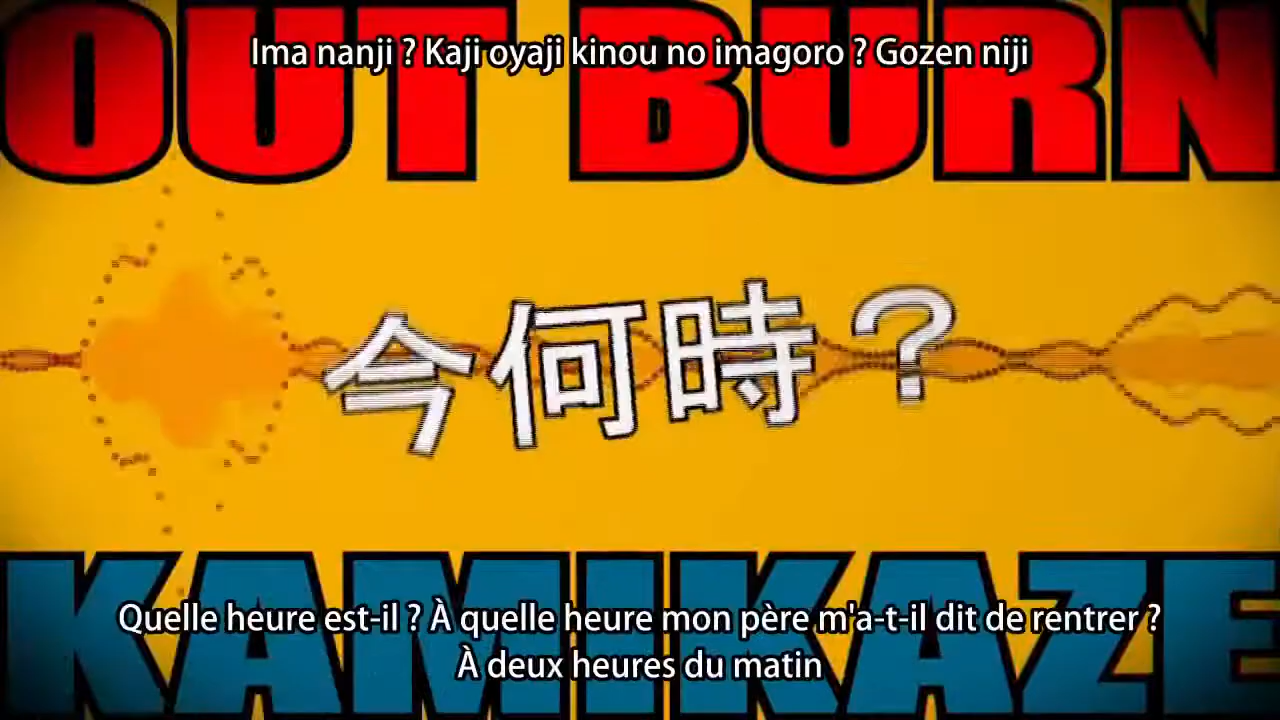 OUT BURN
Ima nanji ? Kaji oyaji kinou no imagoro ? Gozen niji
今何時？
KAMIKAZE
Quelle heure est-il ? À quelle heure mon père m'a-t-il dit de rentrer ?
À deux heures du matin